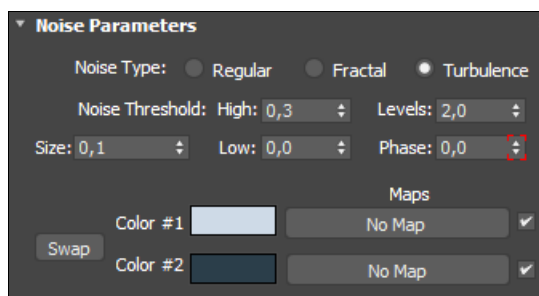 Noise Parameters
Noise Type: Regular Fractal Turbulence
Noise Threshold: High: 0,3 Levels: 2,0
Size: 0,1 Low: 0,0 Phase: 0,0
Maps
Color #1 No Map
Swap
Color #2 No Map